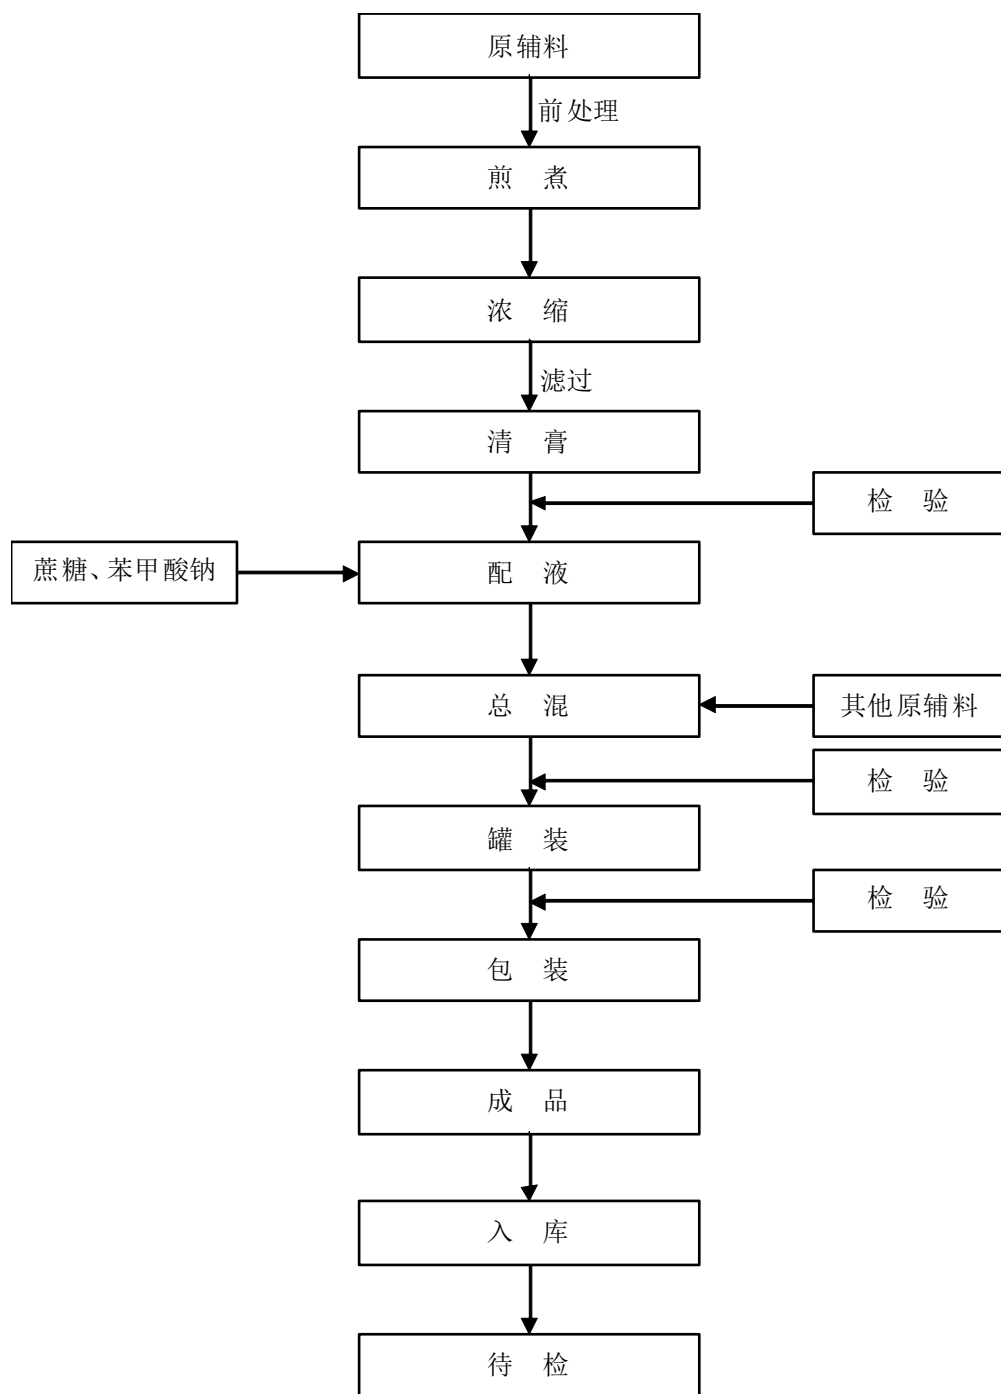 原辅料
前处理
煎 煮
浓 缩
滤过
清 膏
检 验
蔗糖、苯甲酸钠
配 液
总 混
其他原辅料
检 验
罐 装
检 验
包 装
成 品
入 库
待 检